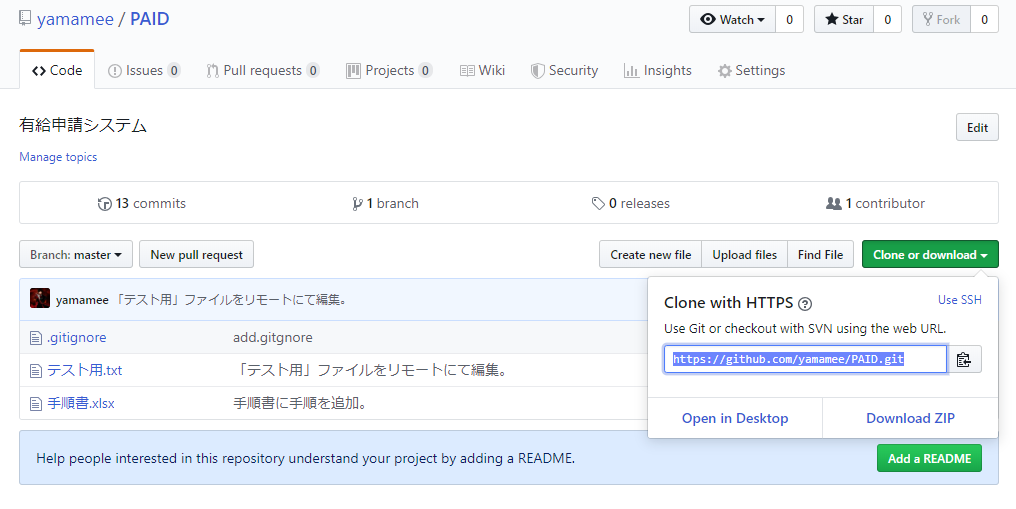 yamamee / PAID
Watch 0 Star 0 Fork 0
Code Issues 0 Pull requests 0 Projects 0 Wiki Security Insights Settings
有給申請システム
Edit
Manage topics
13 commits 1 branch 0 releases 1 contributor
Branch: master New pull request Create new file Upload files Find File Clone or download
yamamee 「テスト用」ファイルをリモートにて編集。
.gitignore add.gitgnore
テスト用.txt 「テスト用」ファイルをリモートにて編集。
手順書.xlsx 手順書に手順を追加。
Clone with HTTPS ? Use SSH
Use Git or checkout with SVN using the web URL.
https://github.com/yamamee/PAID.git
Open in Desktop Download ZIP
Help people interested in this repository understand your project by adding a README. Add a README